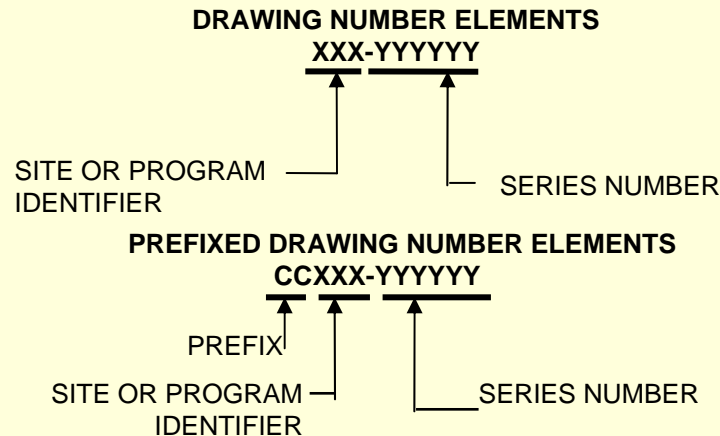 DRAWING NUMBER ELEMENTS
XXX-YYYYYY
SITE OR PROGRAM
IDENTIFIER
SERIES NUMBER
PREFIXED DRAWING NUMBER ELEMENTS
CCXXX-YYYYYY
PREFIX
SITE OR PROGRAM
IDENTIFIER
SERIES NUMBER